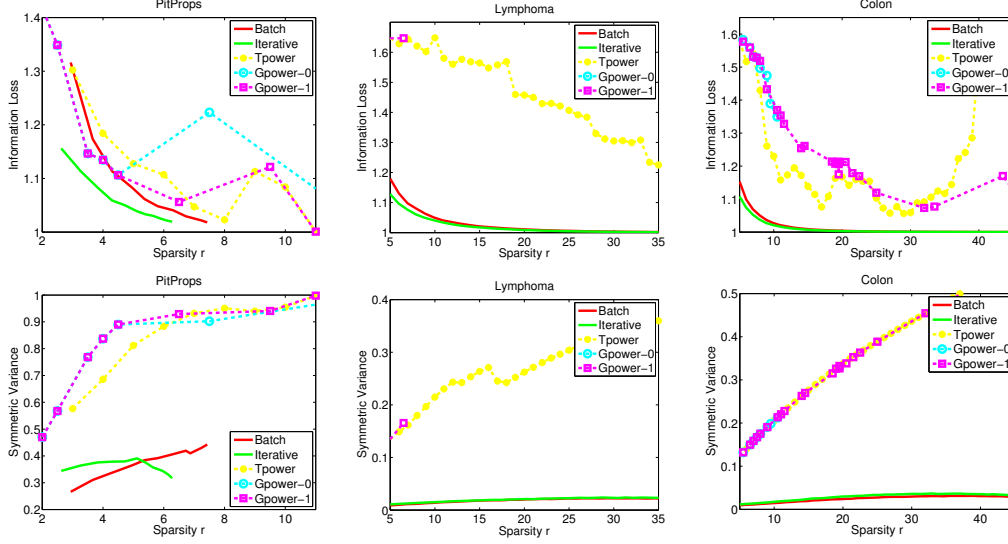 PitProps
Information Loss
1.4
1.3
1.2
1.1
1
2 4 6 8 10
Sparsity r
Batch
Iterative
Tpower
Gpower-0
Gpower-1
Lymphoma
Information Loss
1.6
1.5
1.4
1.3
1.2
1.1
1
5 10 15 20 25 30 35
Sparsity r
Batch
Iterative
Tpower
Gpower-0
Gpower-1
Colon
Information Loss
1.6
1.5
1.4
1.3
1.2
1.1
1
10 20 30 40
Sparsity r
Batch
Iterative
Tpower
Gpower-0
Gpower-1
PitProps
Symmetric Variance
1
0.9
0.8
0.7
0.6
0.5
0.4
0.3
0.2
2 4 6 8 10
Sparsity r
Batch
Iterative
Tpower
Gpower-0
Gpower-1
Lymphoma
Symmetric Variance
0.4
0.3
0.2
0.1
0
5 10 15 20 25 30 35
Sparsity r
Batch
Iterative
Tpower
Gpower-0
Gpower-1
Colon
Symmetric Variance
0.5
0.4
0.3
0.2
0.1
0
10 20 30 40
Sparsity r
Batch
Iterative
Tpower
Gpower-0
Gpower-1